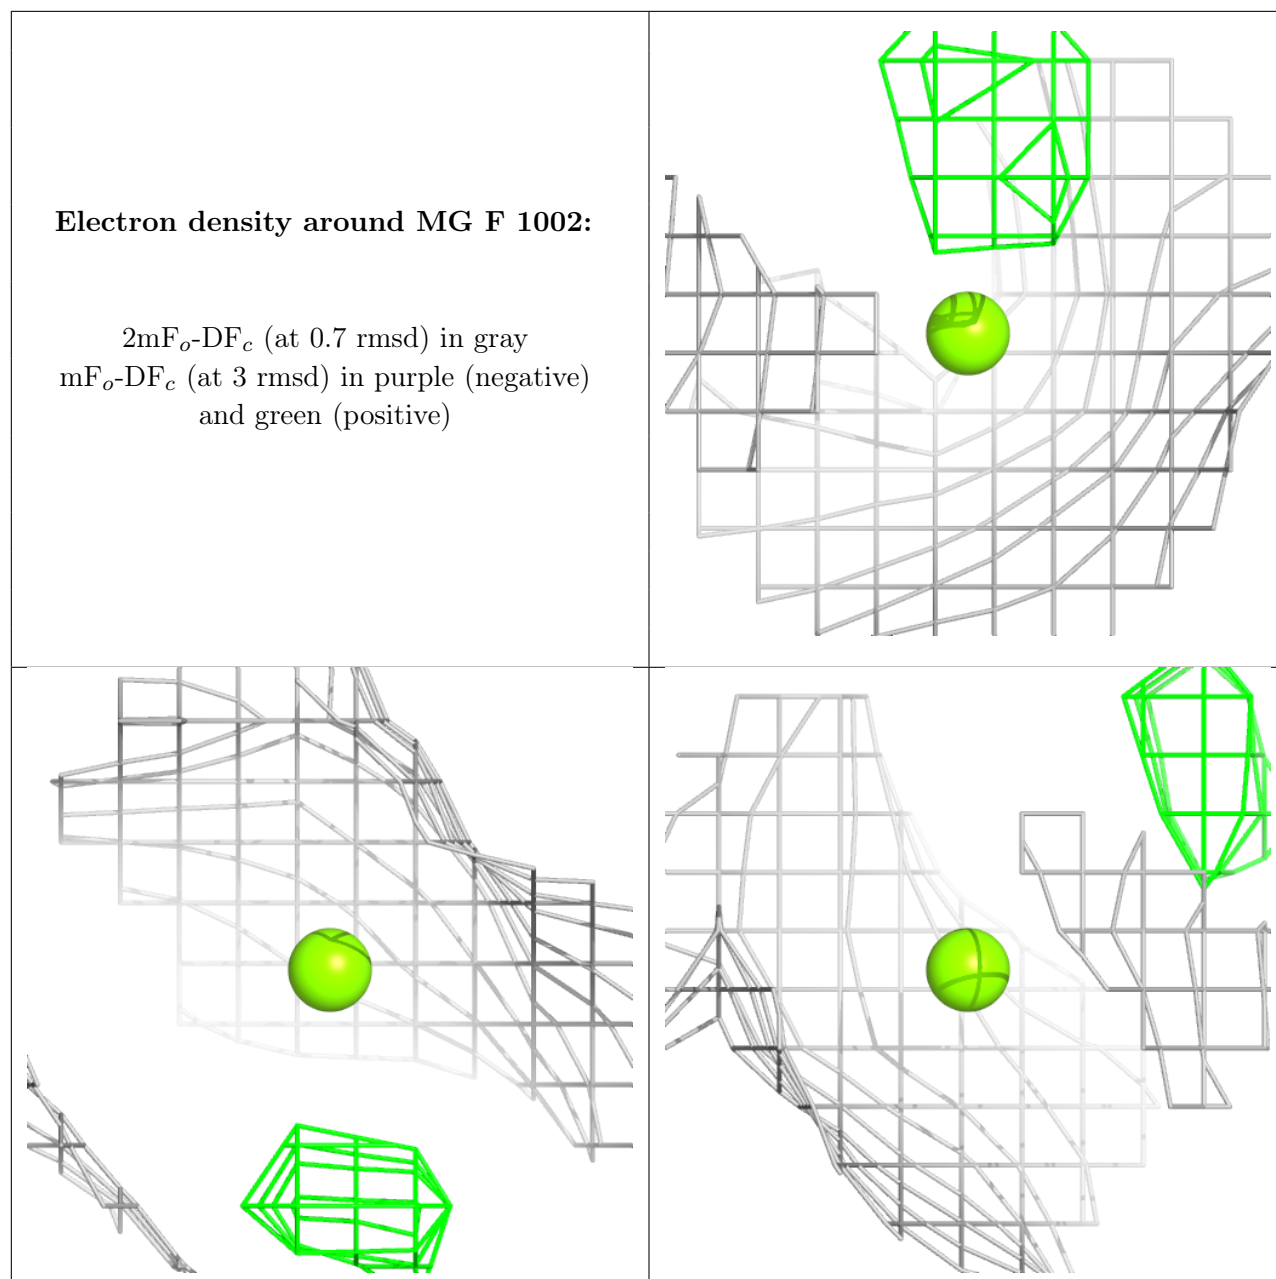 Electron density around MG F 1002:
2mFₒ-DF𝒸 (at 0.7 rmsd) in gray
mFₒ-DF𝒸 (at 3 rmsd) in purple (negative)
and green (positive)